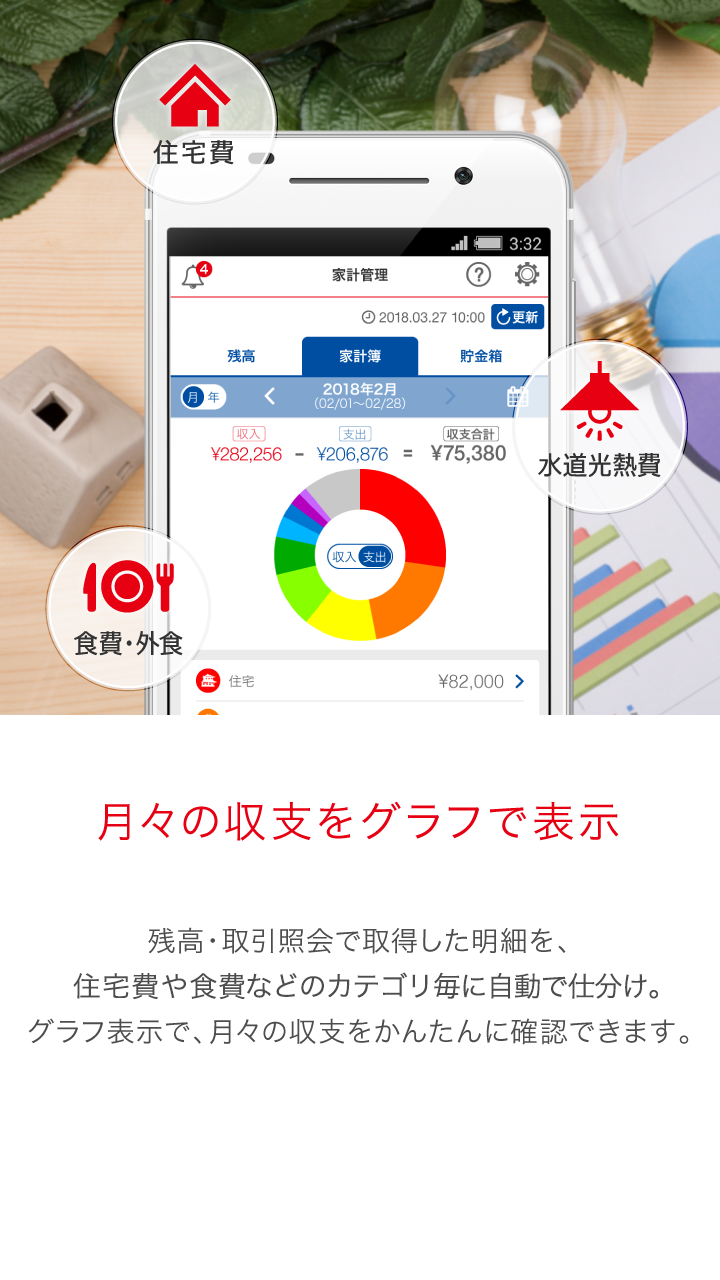 住宅費
3:32
4
家計管理
?
2018.03.27 10:00
更新
残高
家計簿
貯金箱
月 年
2018年2月
(02/01〜02/28)
収入 支出 収支合計
¥282,256 - ¥206,876 = ¥75,380
水道光熱費
収入 支出
食費・外食
住宅 ¥82,000
月々の収支をグラフで表示
残高・取引照会で取得した明細を、
住宅費や食費などのカテゴリ毎に自動で仕分け。
グラフ表示で、月々の収支をかんたんに確認できます。